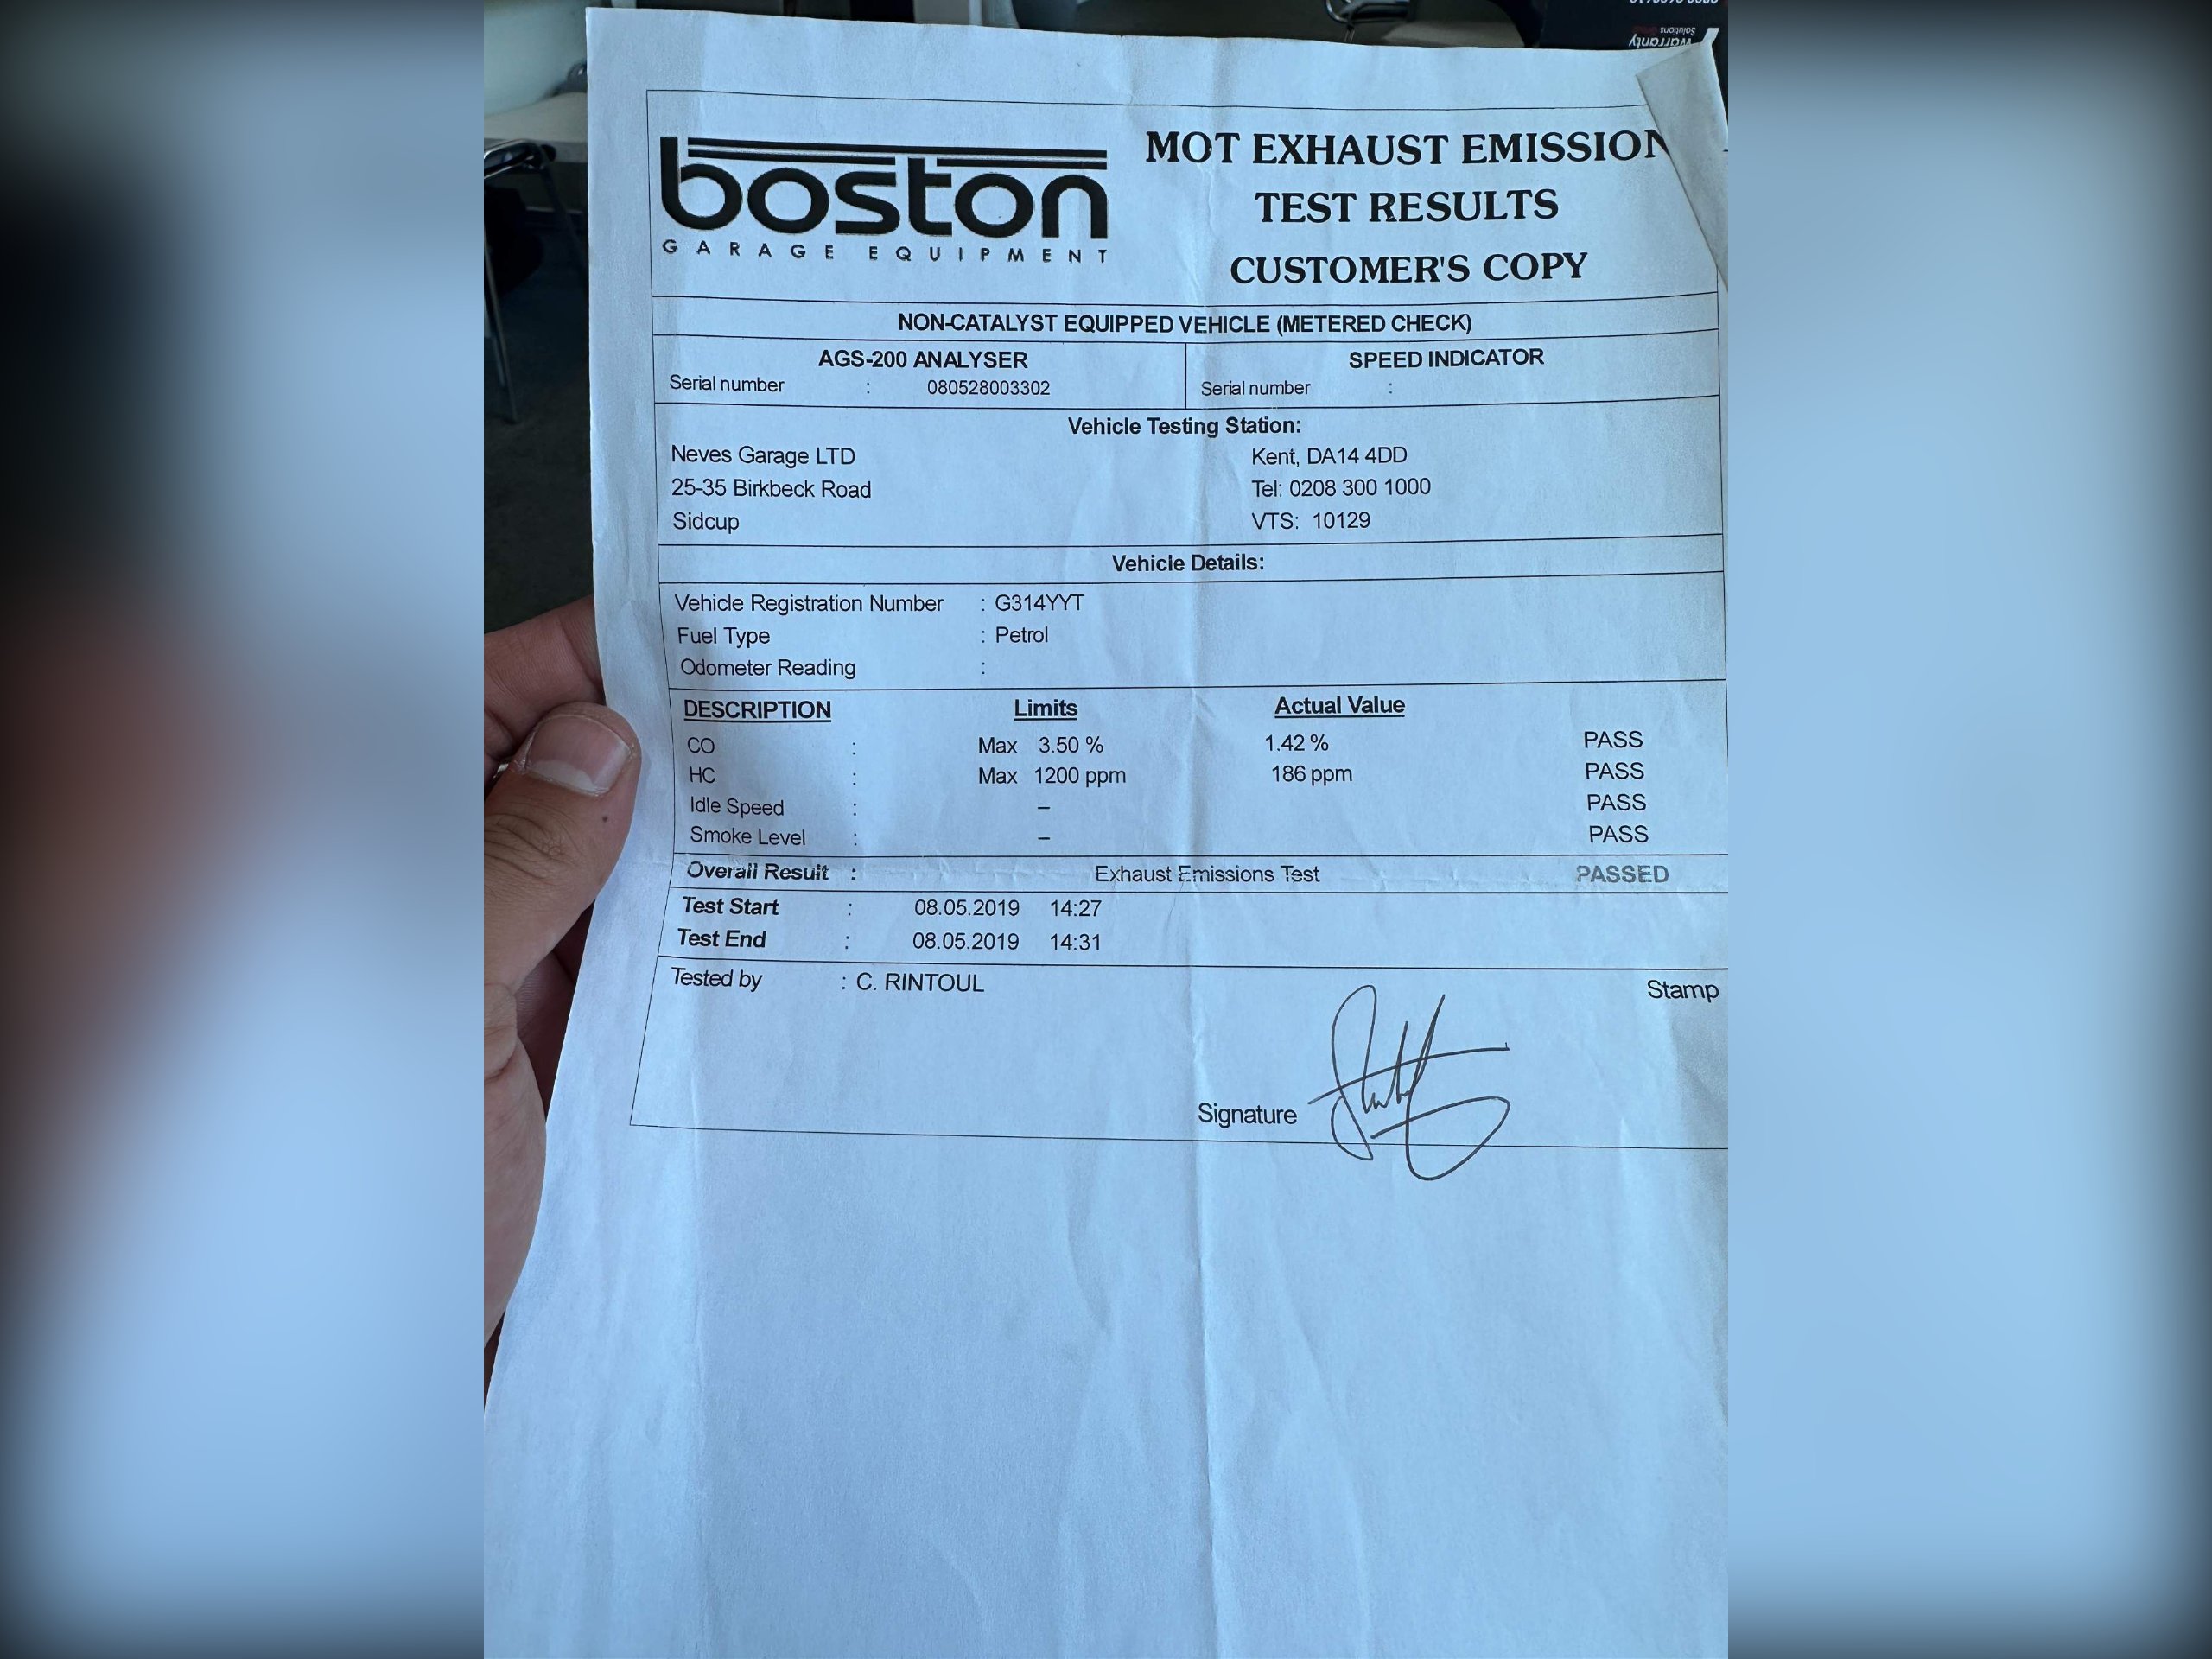 Solutions
Warranty
boston
GARAGE EQUIPMENT
MOT EXHAUST EMISSION
TEST RESULTS
CUSTOMER'S COPY
NON-CATALYST EQUIPPED VEHICLE (METERED CHECK)
AGS-200 ANALYSER
SPEED INDICATOR
Serial number : 080528003302
Serial number :
Vehicle Testing Station:
Neves Garage LTD Kent, DA14 4DD
25-35 Birkbeck Road Tel: 0208 300 1000
Sidcup VTS: 10129
Vehicle Details:
Vehicle Registration Number : G314YYT
Fuel Type : Petrol
Odometer Reading :
DESCRIPTION Limits Actual Value
CO : Max 3.50 % 1.42 % PASS
HC : Max 1200 ppm 186 ppm PASS
Idle Speed : – PASS
Smoke Level : – PASS
Overall Result : Exhaust Emissions Test PASSED
Test Start : 08.05.2019 14:27
Test End : 08.05.2019 14:31
Tested by : C. RINTOUL
Stamp
Signature